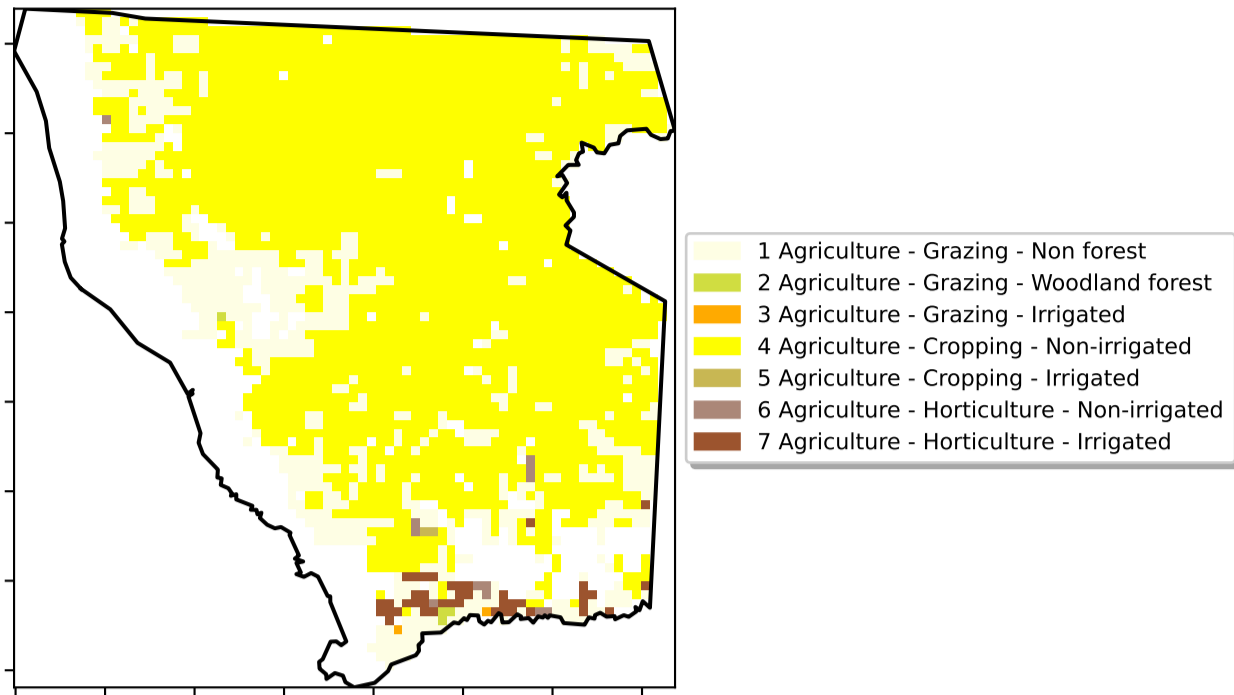 1 Agriculture - Grazing - Non forest
2 Agriculture - Grazing - Woodland forest
3 Agriculture - Grazing - Irrigated
4 Agriculture - Cropping - Non-irrigated
5 Agriculture - Cropping - Irrigated
6 Agriculture - Horticulture - Non-irrigated
7 Agriculture - Horticulture - Irrigated